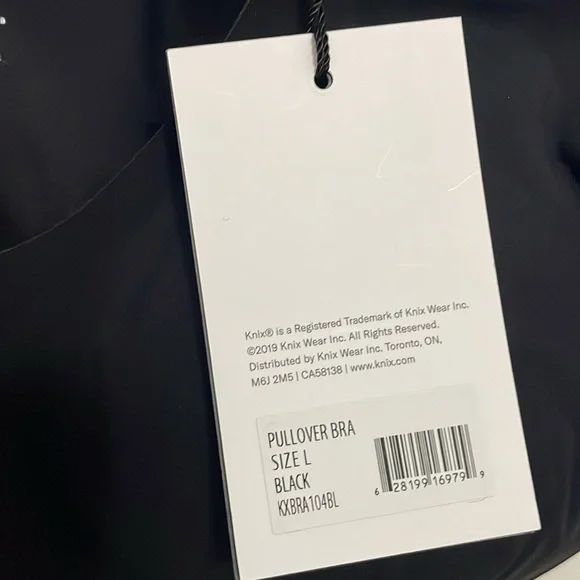 Knix® is a Registered Trademark of Knix Wear Inc.
©2019 Knix Wear Inc. All Rights Reserved.
Distributed by Knix Wear Inc. Toronto, ON,
M6J 2M5 | CA58138 | www.knix.com
PULLOVER BRA
SIZE L
BLACK
KXBRA104BL
6 28199 16979 9